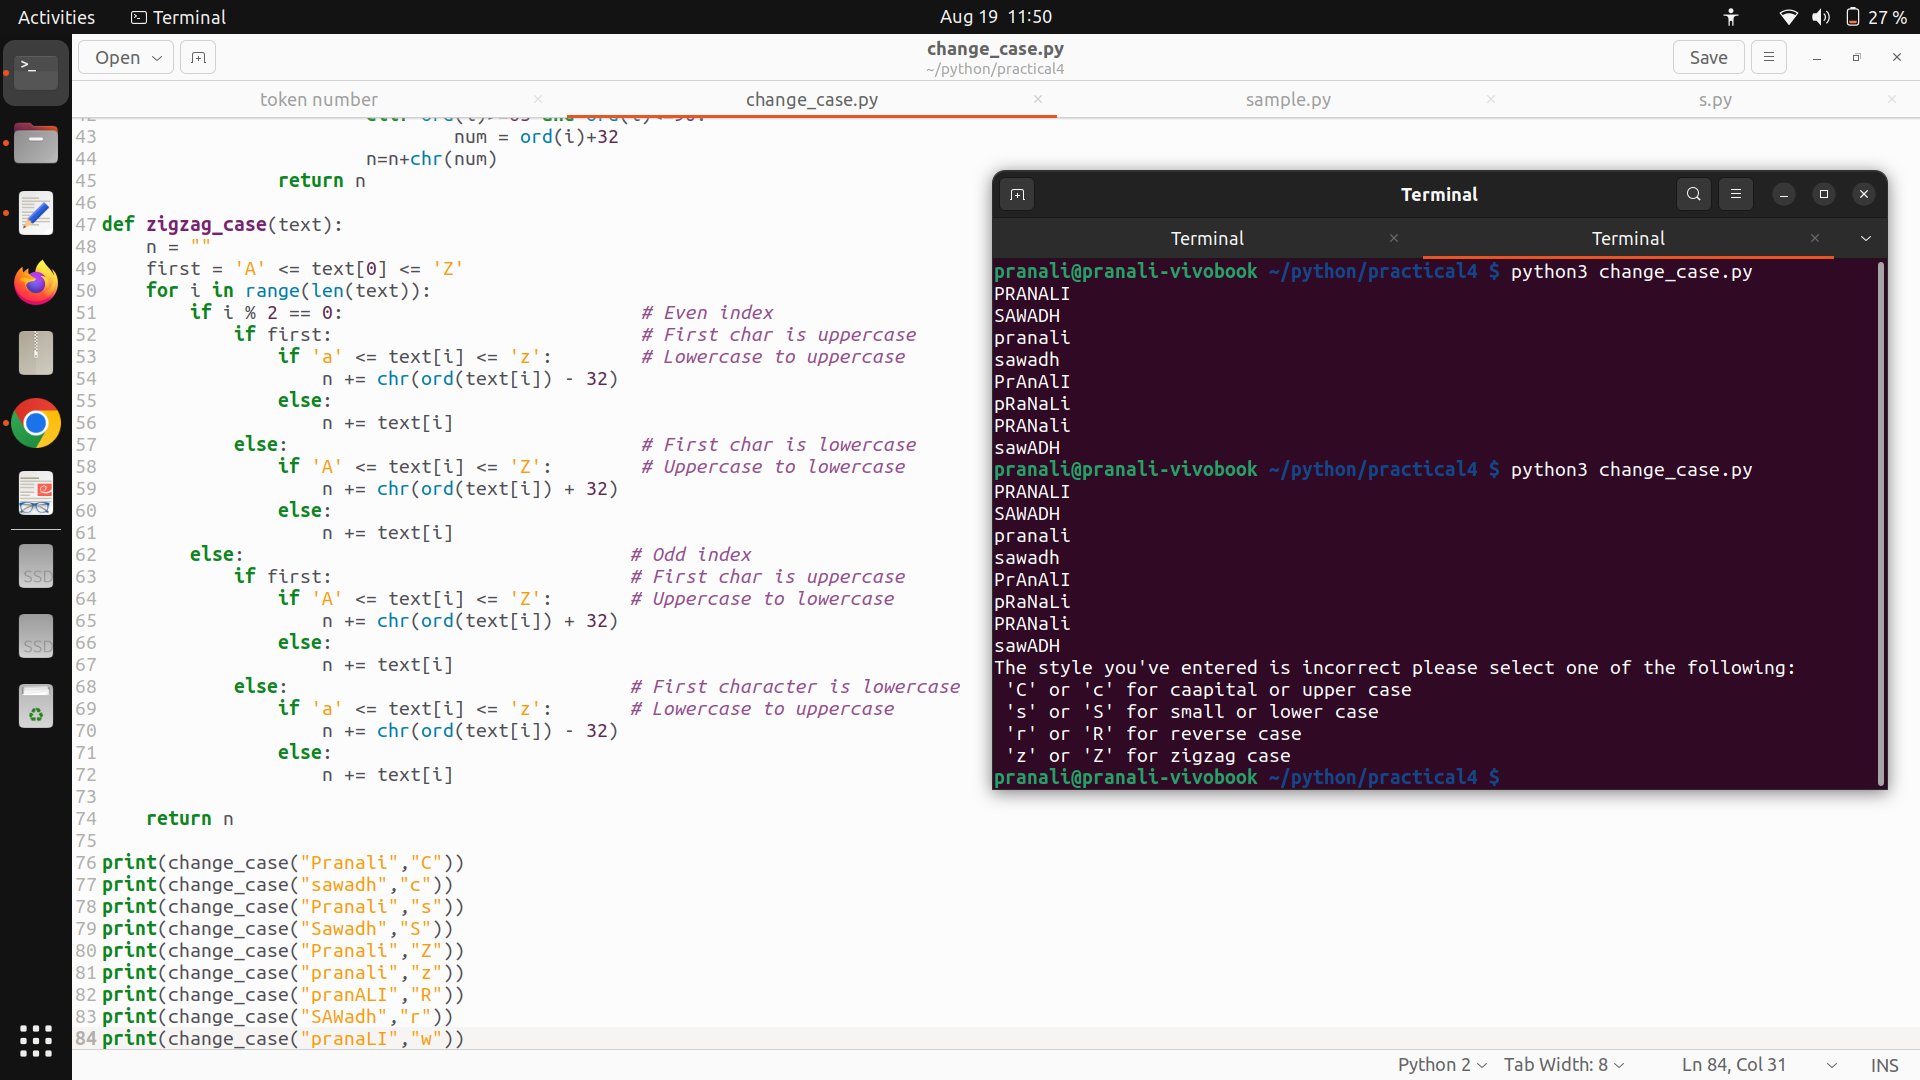 Activities
Terminal
Aug 19 11:50
27 %
Open
change_case.py
~/python/practical4
Save
token number
change_case.py
sample.py
s.py
43 num = ord(i)+32
44 n=n+chr(num)
45 return n
46
47 def zigzag_case(text):
48 n = ""
49 first = 'A' <= text[0] <= 'Z'
50 for i in range(len(text)):
51 if i % 2 == 0: # Even index
52 if first: # First char is uppercase
53 if 'a' <= text[i] <= 'z': # Lowercase to uppercase
54 n += chr(ord(text[i]) - 32)
55 else:
56 n += text[i]
57 else: # First char is lowercase
58 if 'A' <= text[i] <= 'Z': # Uppercase to lowercase
59 n += chr(ord(text[i]) + 32)
60 else:
61 n += text[i]
62 else: # Odd index
63 if first: # First char is uppercase
64 if 'A' <= text[i] <= 'Z': # Uppercase to lowercase
65 n += chr(ord(text[i]) + 32)
66 else:
67 n += text[i]
68 else: # First character is lowercase
69 if 'a' <= text[i] <= 'z': # Lowercase to uppercase
70 n += chr(ord(text[i]) - 32)
71 else:
72 n += text[i]
73
74 return n
75
76 print(change_case("Pranali","C"))
77 print(change_case("sawadh","c"))
78 print(change_case("Pranali","s"))
79 print(change_case("Sawadh","S"))
80 print(change_case("Pranali","Z"))
81 print(change_case("pranali","z"))
82 print(change_case("pranALI","R"))
83 print(change_case("SAWadh","r"))
84 print(change_case("pranaLI","w"))
Terminal
Terminal
Terminal
pranali@pranali-vivobook ~/python/practical4 $ python3 change_case.py
PRANALI
SAWADH
pranali
sawadh
PrAnAlI
pRaNaLi
PRANali
sawADH
pranali@pranali-vivobook ~/python/practical4 $ python3 change_case.py
PRANALI
SAWADH
pranali
sawadh
PrAnAlI
pRaNaLi
PRANali
sawADH
The style you've entered is incorrect please select one of the following:
'C' or 'c' for caapital or upper case
's' or 'S' for small or lower case
'r' or 'R' for reverse case
'z' or 'Z' for zigzag case
pranali@pranali-vivobook ~/python/practical4 $
SSD
SSD
Python 2
Tab Width: 8
Ln 84, Col 31
INS